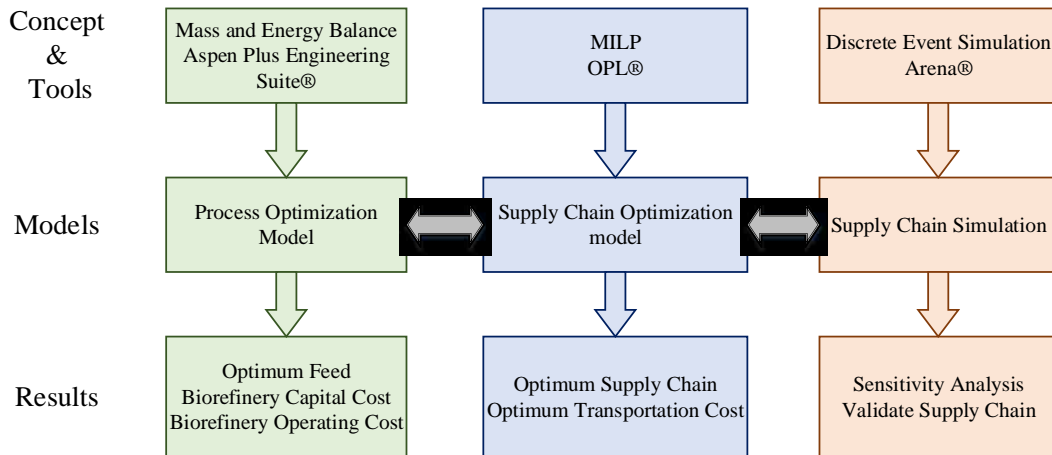 Concept
&
Tools
Mass and Energy Balance
Aspen Plus Engineering
Suite®
MILP
OPL®
Discrete Event Simulation
Arena®
Models
Process Optimization
Model
Supply Chain Optimization
model
Supply Chain Simulation
Results
Optimum Feed
Biorefinery Capital Cost
Biorefinery Operating Cost
Optimum Supply Chain
Optimum Transportation Cost
Sensitivity Analysis
Validate Supply Chain